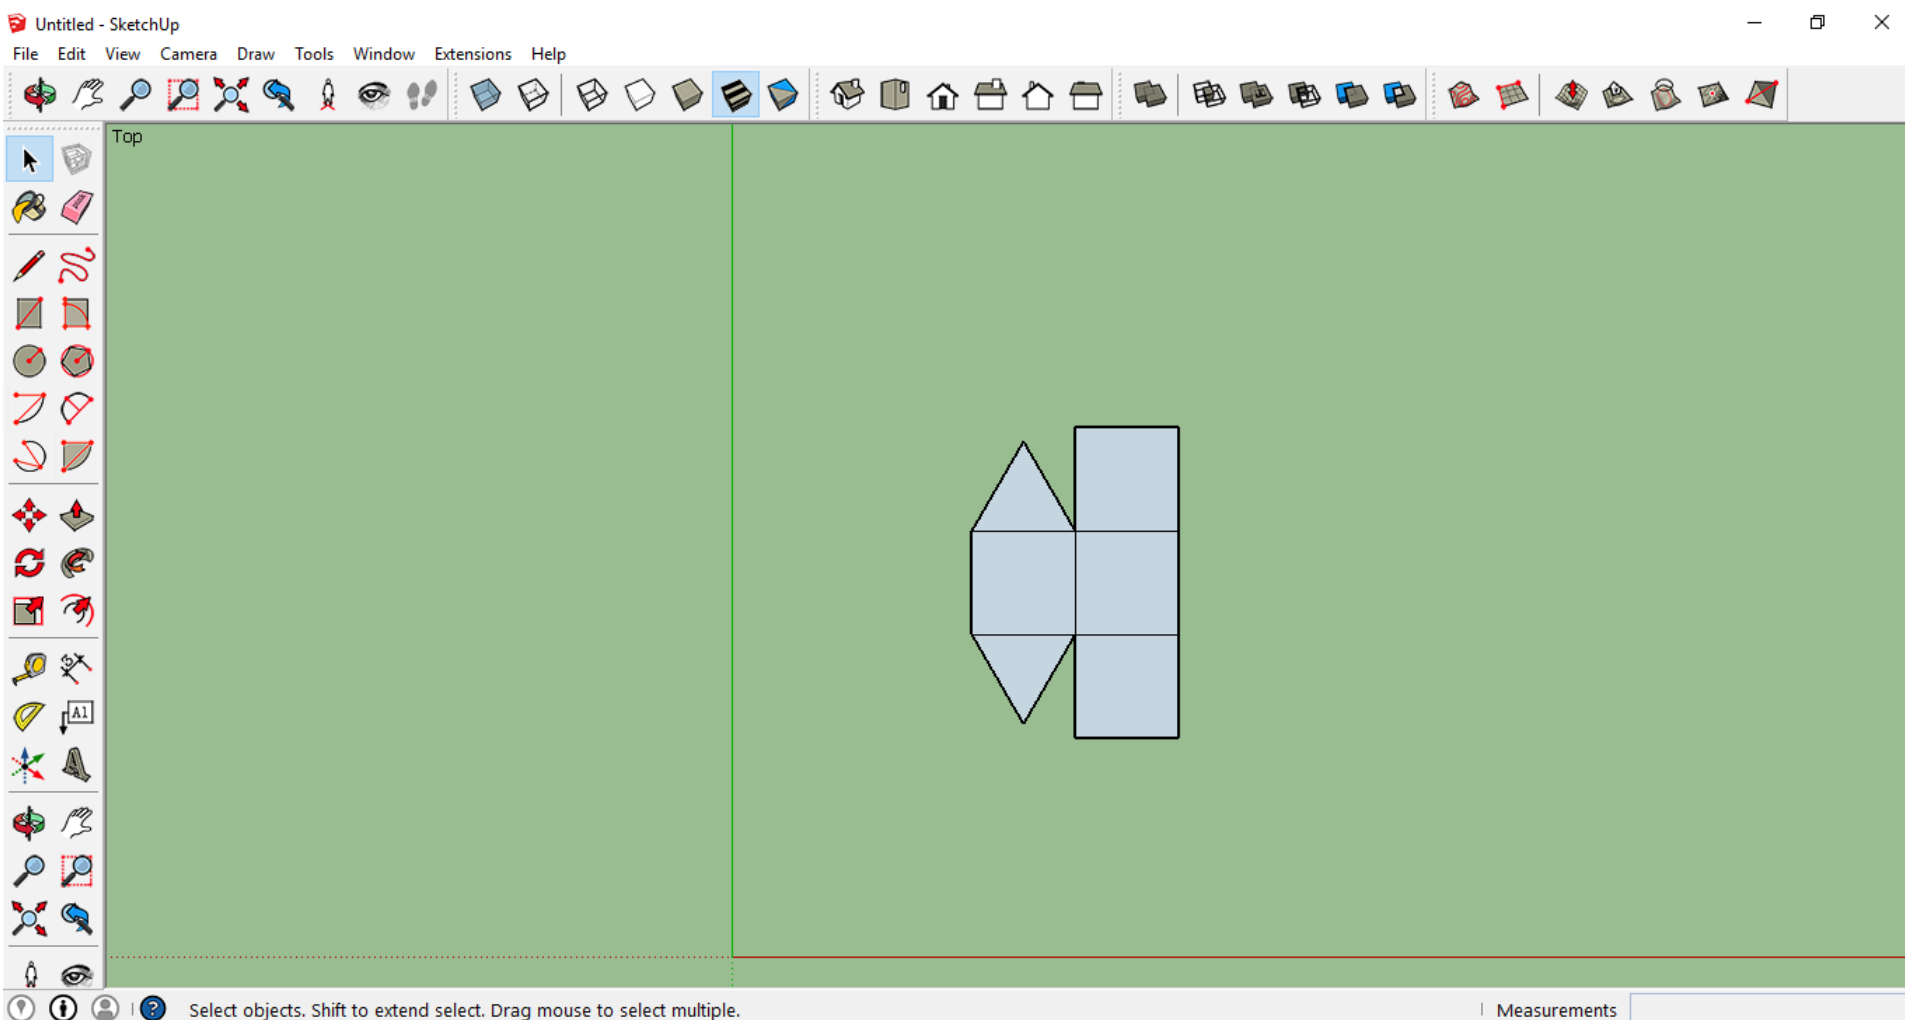 Untitled - SketchUp
File Edit View Camera Draw Tools Window Extensions Help
Top
A1
Select objects. Shift to extend select. Drag mouse to select multiple.
Measurements